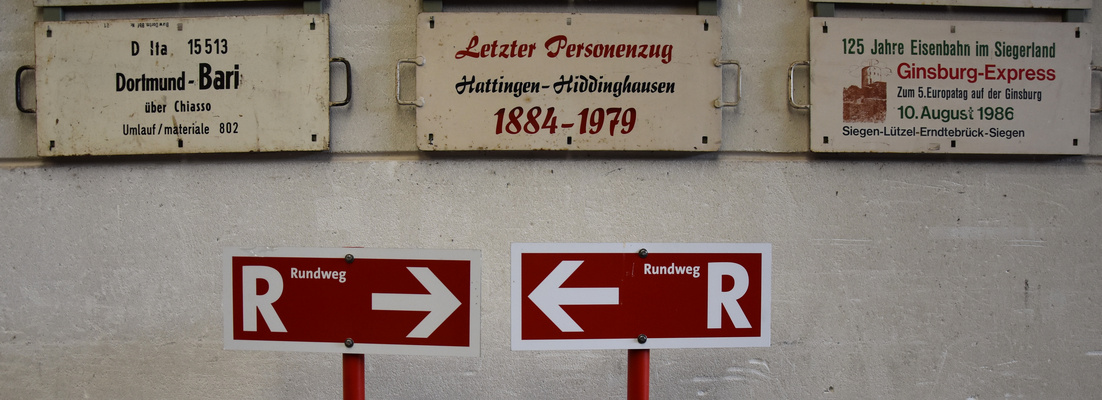 D Ita 15513
Dortmund - Bari
über Chiasso
Umlauf/materiale 802
Letzter Personenzug
Hattingen-Hiddinghausen
1884-1979
125 Jahre Eisenbahn im Siegerland
Ginsburg-Express
Zum 5.Europatag auf der Ginsburg
10.August 1986
Siegen-Lützel-Erndtebrück-Siegen
R Rundweg
Rundweg R